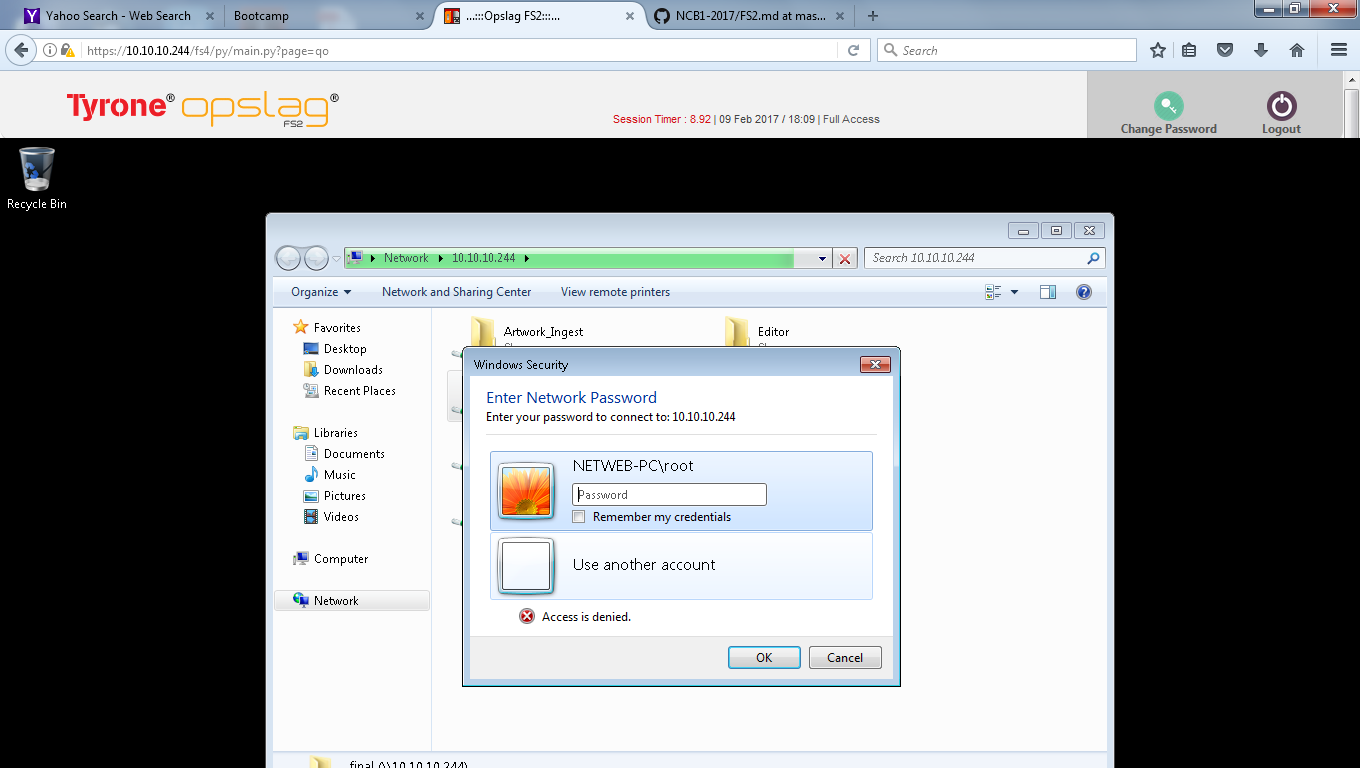 Yahoo Search - Web Search
Bootcamp
...:::Opslag FS2:::...
NCB1-2017/FS2.md at mas...
https://10.10.10.244/fs4/py/main.py?page=qo
Search
Tyrone® opslag®
FS2
Session Timer : 8.92 | 09 Feb 2017 / 18:09 | Full Access
Change Password
Logout
Recycle Bin
Network
10.10.10.244
Search 10.10.10.244
Organize
Network and Sharing Center
View remote printers
Favorites
Desktop
Downloads
Recent Places
Libraries
Documents
Music
Pictures
Videos
Computer
Network
Artwork_Ingest
Editor
Windows Security
Enter Network Password
Enter your password to connect to: 10.10.10.244
NETWEB-PC\root
Password
Remember my credentials
Use another account
Access is denied.
OK
Cancel
final (\\10.10.10.244)